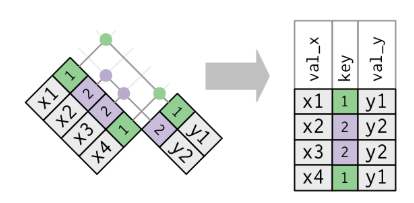 x1 1
x2 2
x3 2
x4 1
1 y1
2 y2
val_x key val_y
x1 1 y1
x2 2 y2
x3 2 y2
x4 1 y1